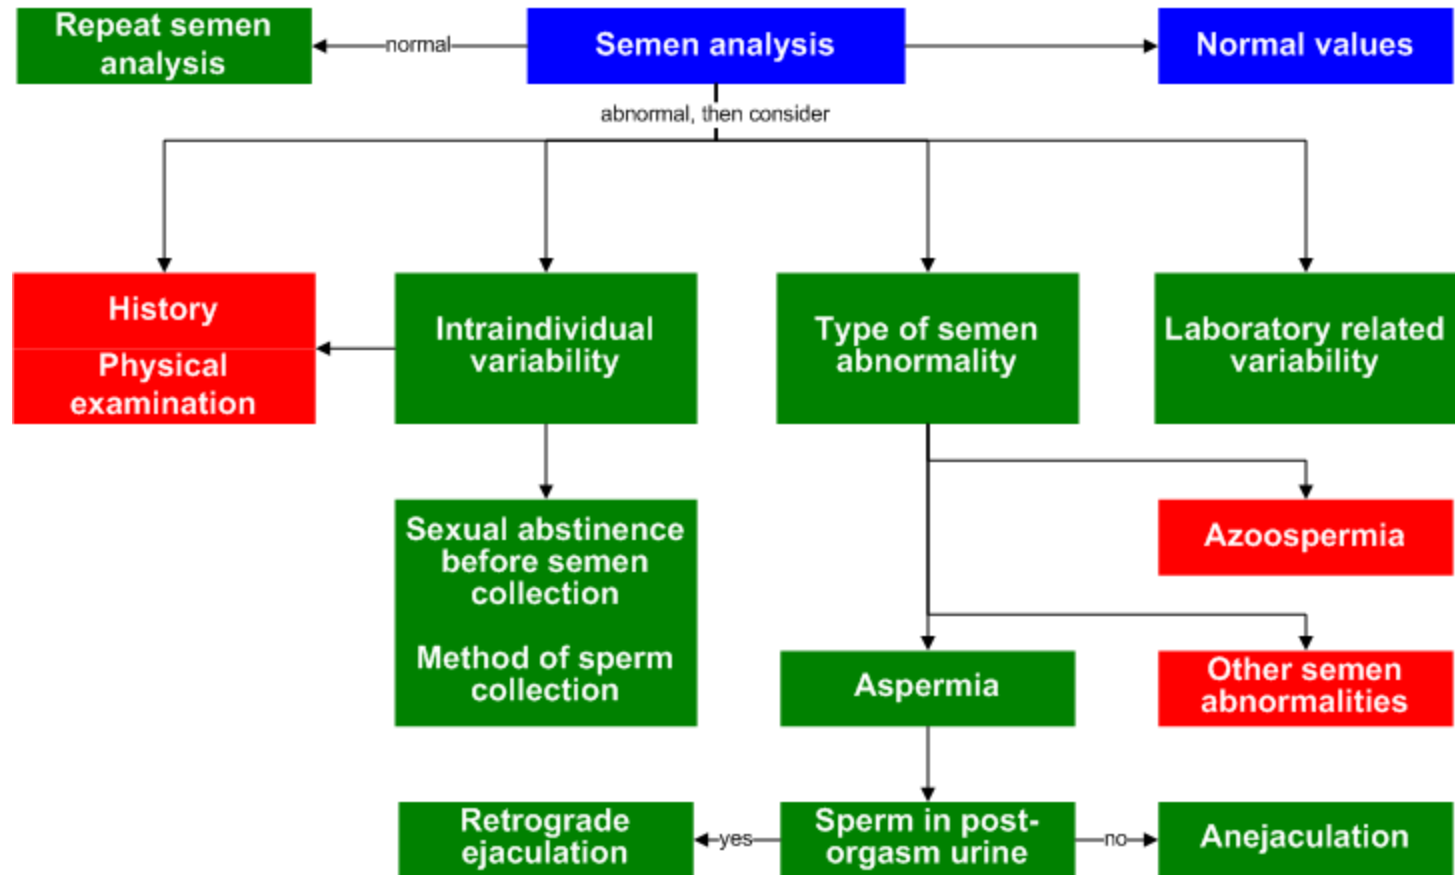 Repeat semen
analysis
normal
Semen analysis
Normal values
abnormal, then consider
History
Physical
examination
Intraindividual
variability
Type of semen
abnormality
Laboratory related
variability
Sexual abstinence
before semen
collection
Method of sperm
collection
Azoospermia
Aspermia
Other semen
abnormalities
Retrograde
ejaculation
yes
Sperm in post-
orgasm urine
no
Anejaculation